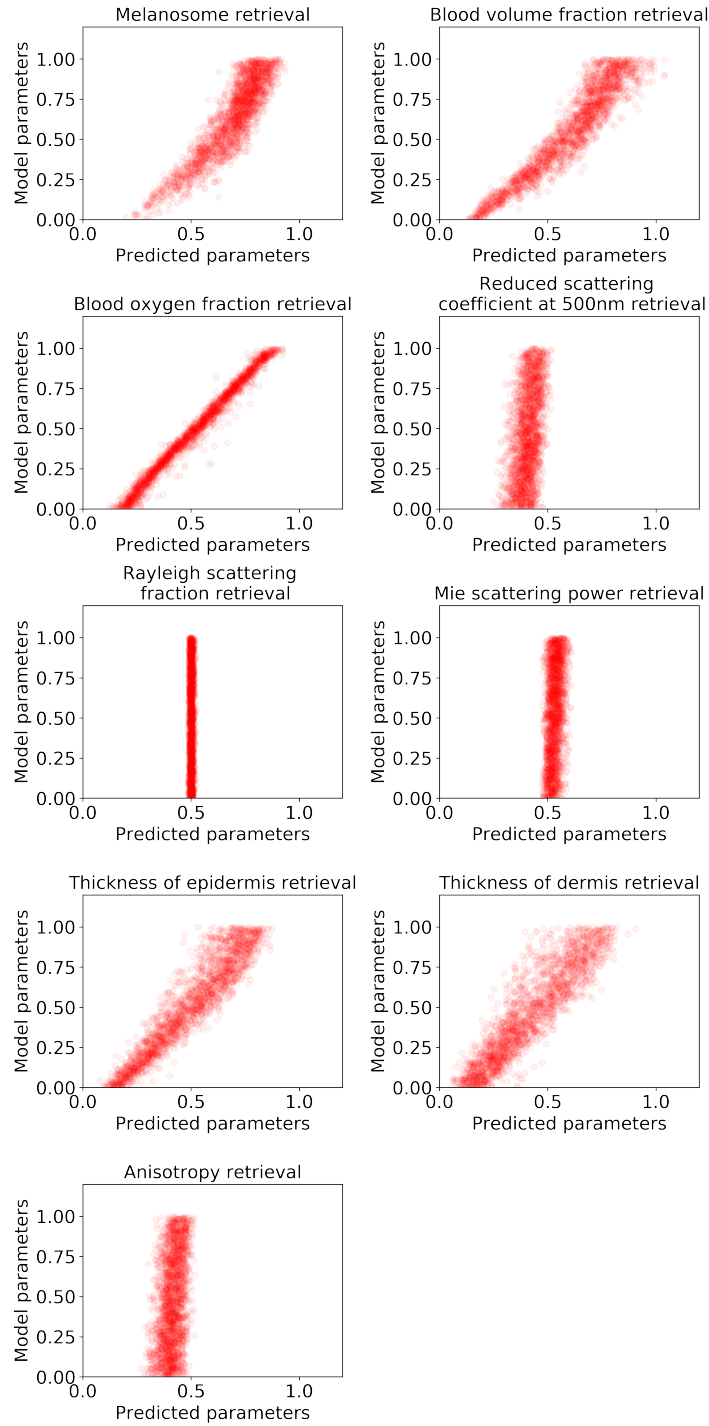 Melanosome retrieval
Model parameters
1.00
0.75
0.50
0.25
0.00
0.0 0.5 1.0
Predicted parameters
Blood volume fraction retrieval
Model parameters
1.00
0.75
0.50
0.25
0.00
0.0 0.5 1.0
Predicted parameters
Blood oxygen fraction retrieval
Model parameters
1.00
0.75
0.50
0.25
0.00
0.0 0.5 1.0
Predicted parameters
Reduced scattering
coefficient at 500nm retrieval
Model parameters
1.00
0.75
0.50
0.25
0.00
0.0 0.5 1.0
Predicted parameters
Rayleigh scattering
fraction retrieval
Model parameters
1.00
0.75
0.50
0.25
0.00
0.0 0.5 1.0
Predicted parameters
Mie scattering power retrieval
Model parameters
1.00
0.75
0.50
0.25
0.00
0.0 0.5 1.0
Predicted parameters
Thickness of epidermis retrieval
Model parameters
1.00
0.75
0.50
0.25
0.00
0.0 0.5 1.0
Predicted parameters
Thickness of dermis retrieval
Model parameters
1.00
0.75
0.50
0.25
0.00
0.0 0.5 1.0
Predicted parameters
Anisotropy retrieval
Model parameters
1.00
0.75
0.50
0.25
0.00
0.0 0.5 1.0
Predicted parameters